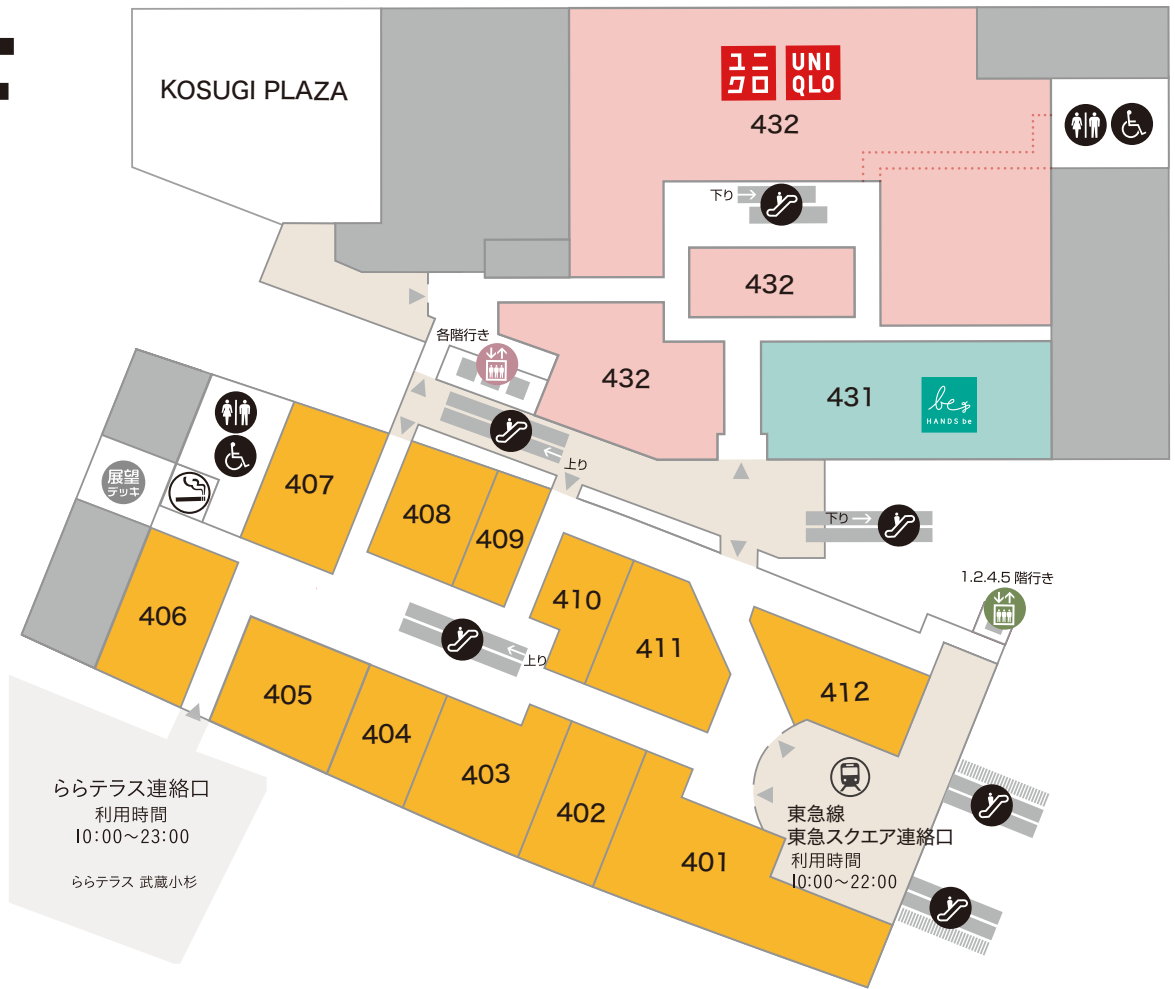 KOSUGI PLAZA
ユニ
クロ
UNI
QLO
432
下り
432
各階行き
432
431
be
HANDS be
上り
下り
展望
デッキ
407
408
409
410
411
406
上り
1.2.4.5 階行き
412
405
404
403
402
401
東急線
東急スクエア連絡口
利用時間
10:00〜22:00
ららテラス連絡口
利用時間
10:00〜23:00
ららテラス 武蔵小杉